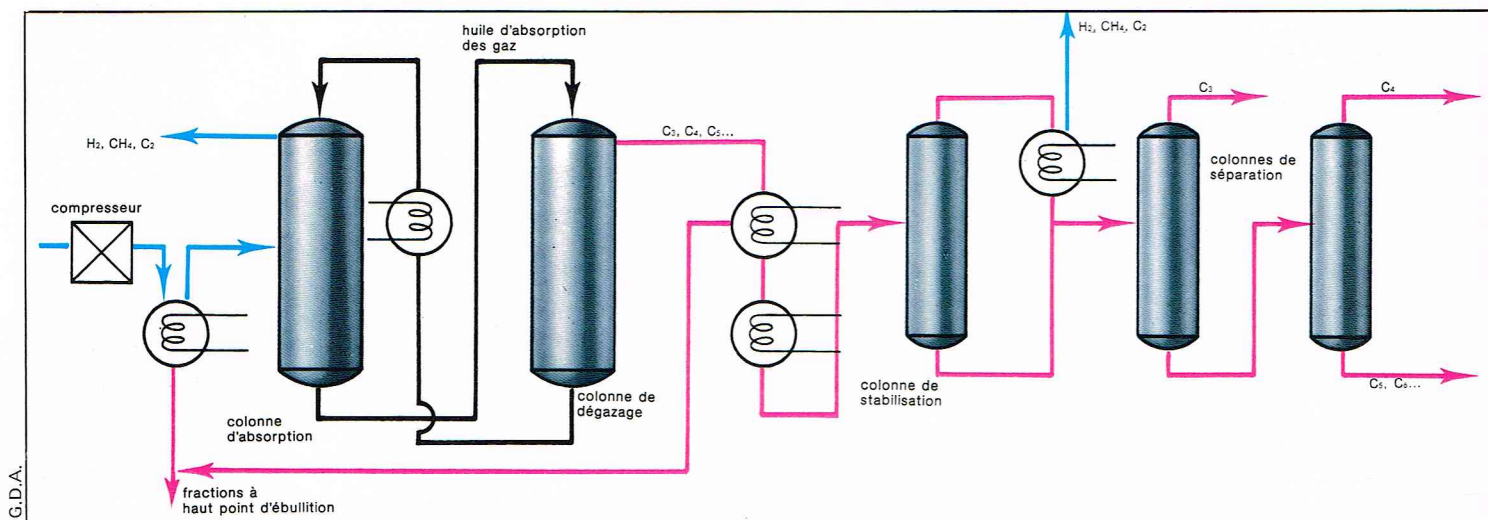 huile d'absorption
des gaz
H₂, CH₄, C₂
C₃
C₄
H₂, CH₄, C₂
C₃, C₄, C₅...
colonnes de
séparation
compresseur
colonne de
stabilisation
colonne de
dégazage
C₅, C₆...
colonne
d'absorption
fractions à
haut point d'ébullition
G.D.A.